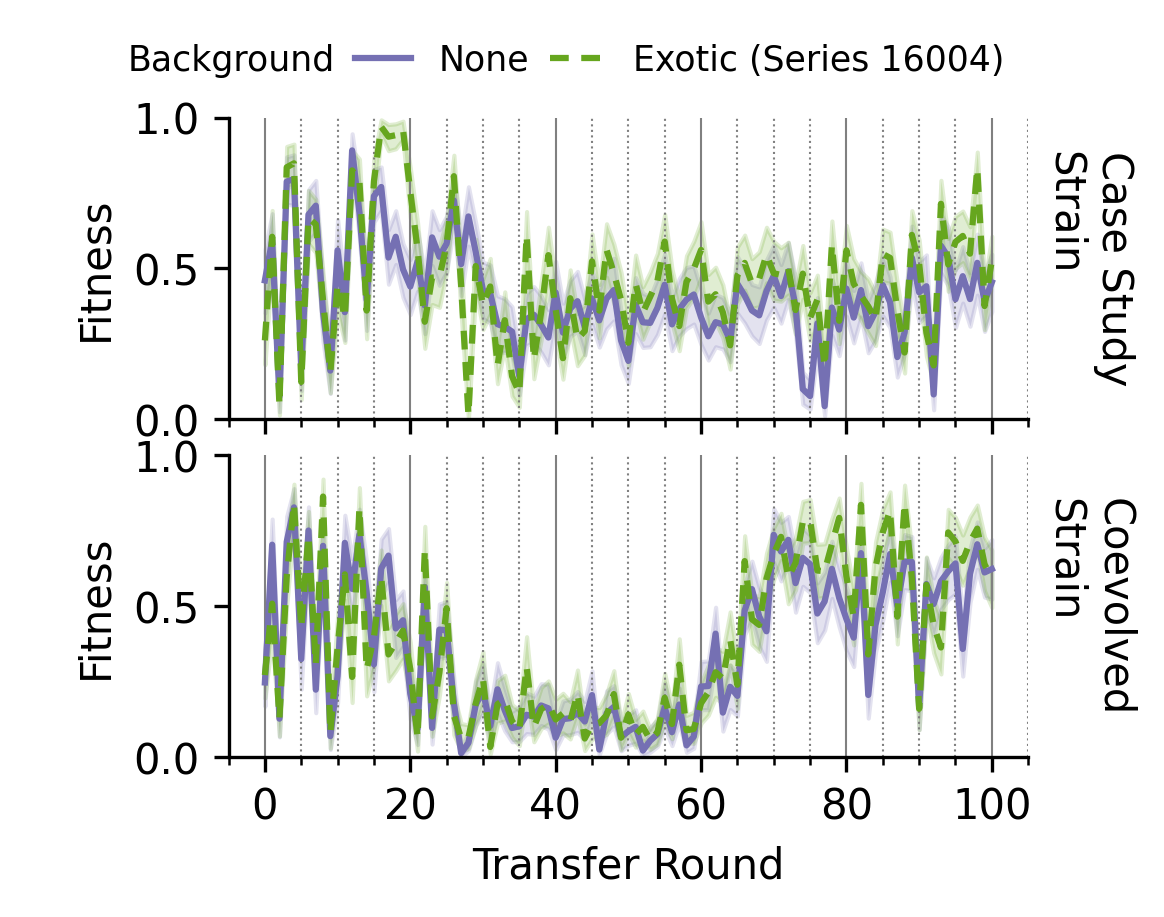 Background None Exotic (Series 16004)
1.0
0.5
0.0
Fitness
Case Study
Strain
1.0
0.5
0.0
Fitness
Coevolved
Strain
0 20 40 60 80 100
Transfer Round